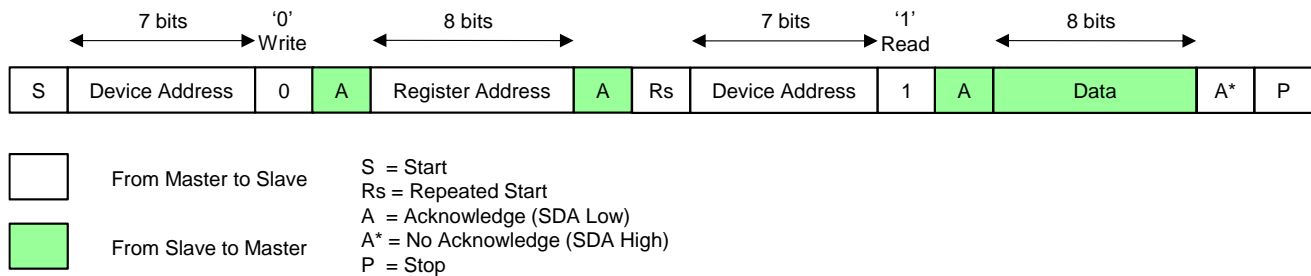 7 bits ‘0’ 8 bits 7 bits ‘1’ 8 bits
Write Read
S Device Address 0 A Register Address A Rs Device Address 1 A Data A* P
From Master to Slave
From Slave to Master
S = Start
Rs = Repeated Start
A = Acknowledge (SDA Low)
A* = No Acknowledge (SDA High)
P = Stop